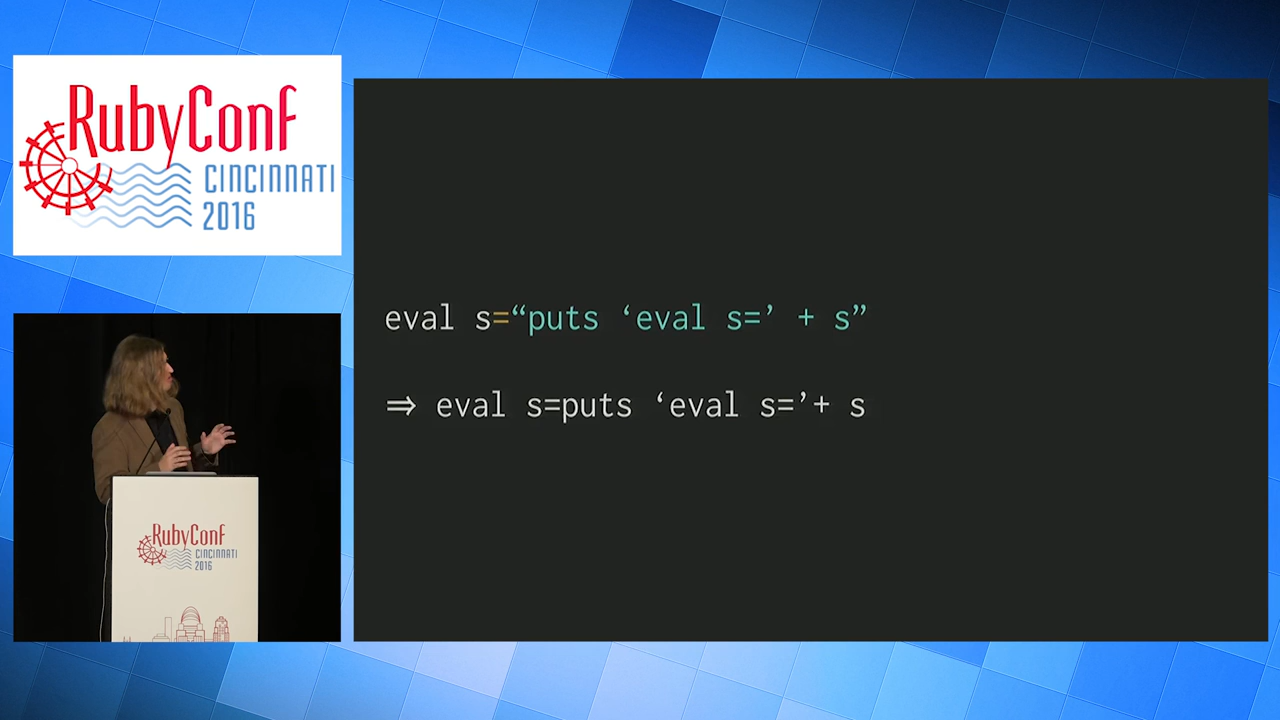 RubyConf
CINCINNATI
2016
eval s=“puts ‘eval s=’ + s”
⇒ eval s=puts ‘eval s=’+ s
RubyConf
CINCINNATI
2016